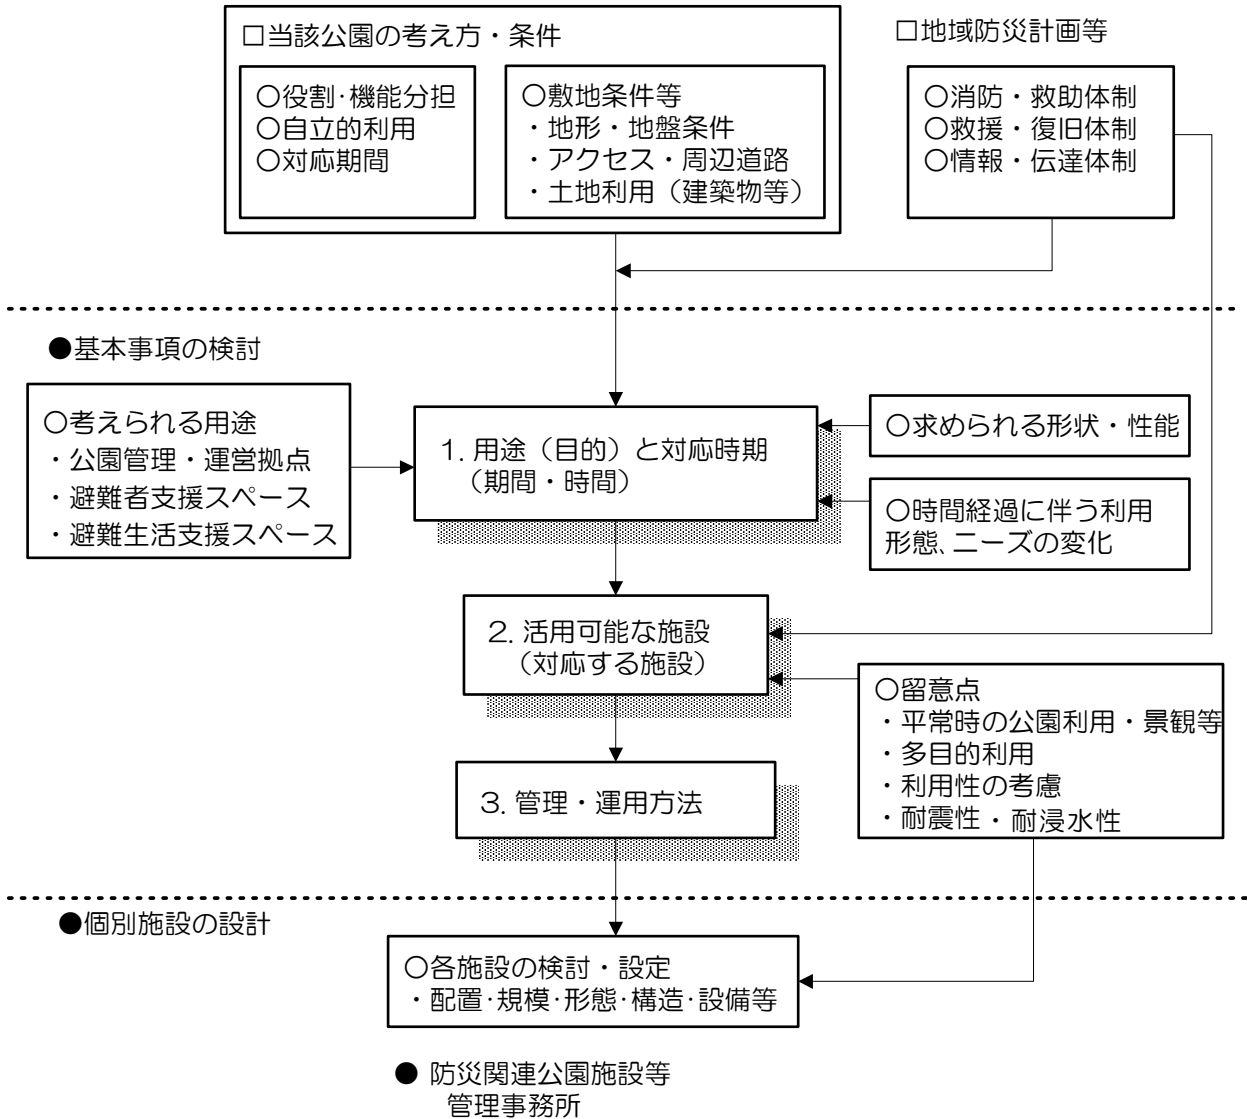 □当該公園の考え方・条件
○役割・機能分担
○自立的利用
○対応期間
○敷地条件等
・地形・地盤条件
・アクセス・周辺道路
・土地利用（建築物等）
□地域防災計画等
○消防・救助体制
○救援・復旧体制
○情報・伝達体制
●基本事項の検討
○考えられる用途
・公園管理・運営拠点
・避難者支援スペース
・避難生活支援スペース
1. 用途（目的）と対応時期
（期間・時間）
○求められる形状・性能
○時間経過に伴う利用
形態、ニーズの変化
2. 活用可能な施設
（対応する施設）
○留意点
・平常時の公園利用・景観等
・多目的利用
・利用性の考慮
・耐震性・耐浸水性
3. 管理・運用方法
●個別施設の設計
○各施設の検討・設定
・配置・規模・形態・構造・設備等
● 防災関連公園施設等
管理事務所